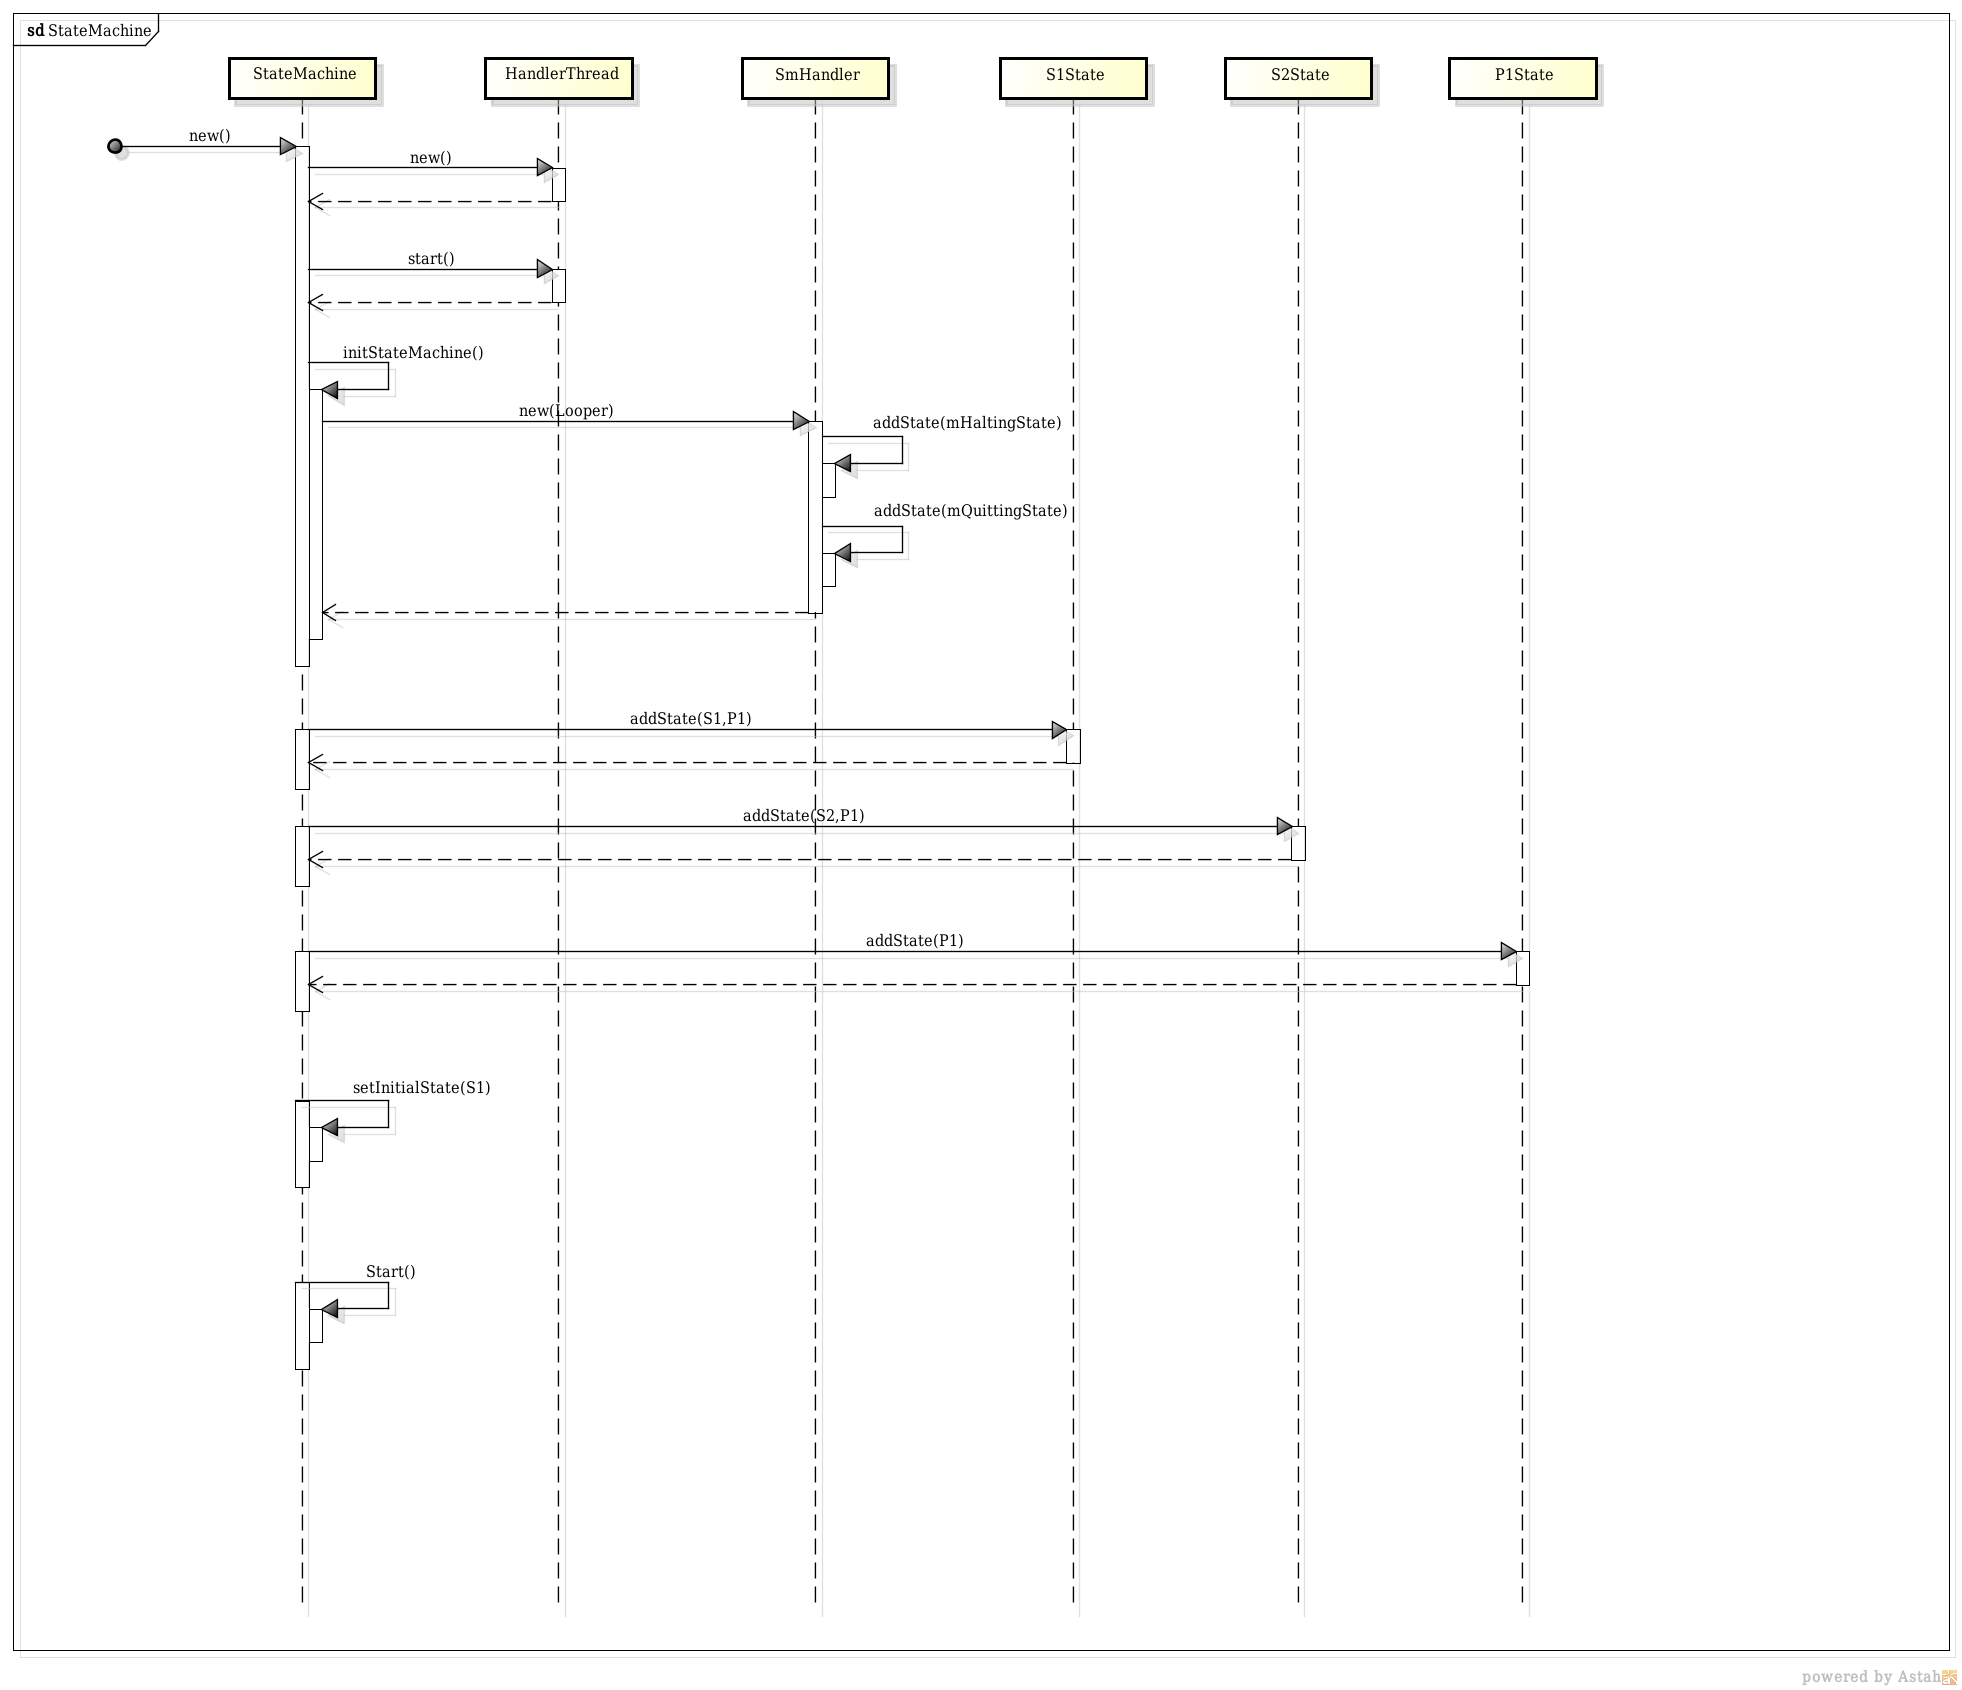 sd StateMachine
StateMachine
HandlerThread
SmHandler
S1State
S2State
P1State
new()
new()
start()
initStateMachine()
new(Looper)
addState(mHaltingState)
addState(mQuittingState)
addState(S1,P1)
addState(S2,P1)
addState(P1)
setInitialState(S1)
Start()
powered by Astah